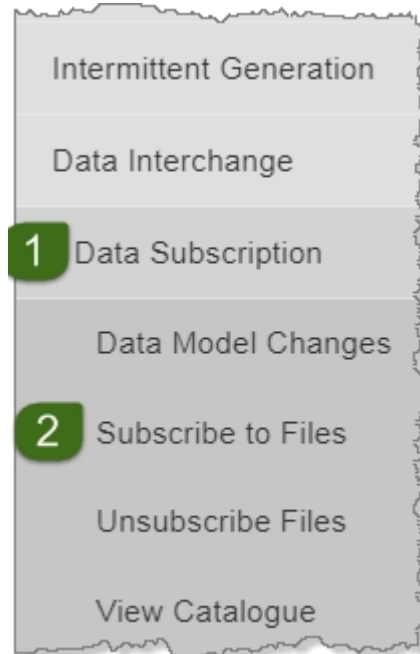 Intermittent Generation
Data Interchange
1 Data Subscription
Data Model Changes
2 Subscribe to Files
Unsubscribe Files
View Catalogue